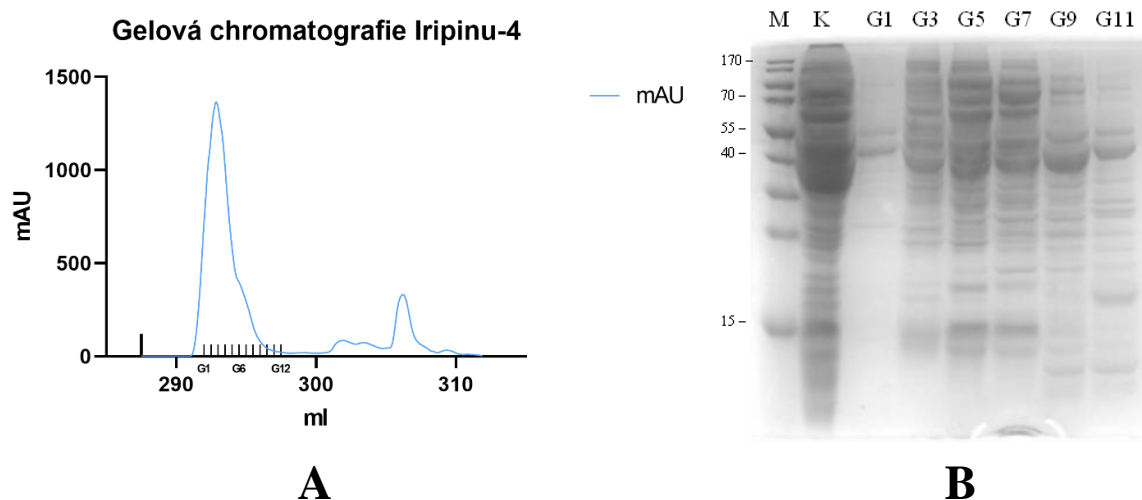 Gelová chromatografie Iripinu-4
1500
1000
500
0
mAU
G1 G6 G12
290 300 310
ml
mAU
A
M K G1 G3 G5 G7 G9 G11
170 –
70 –
55 –
40 –
15 –
B